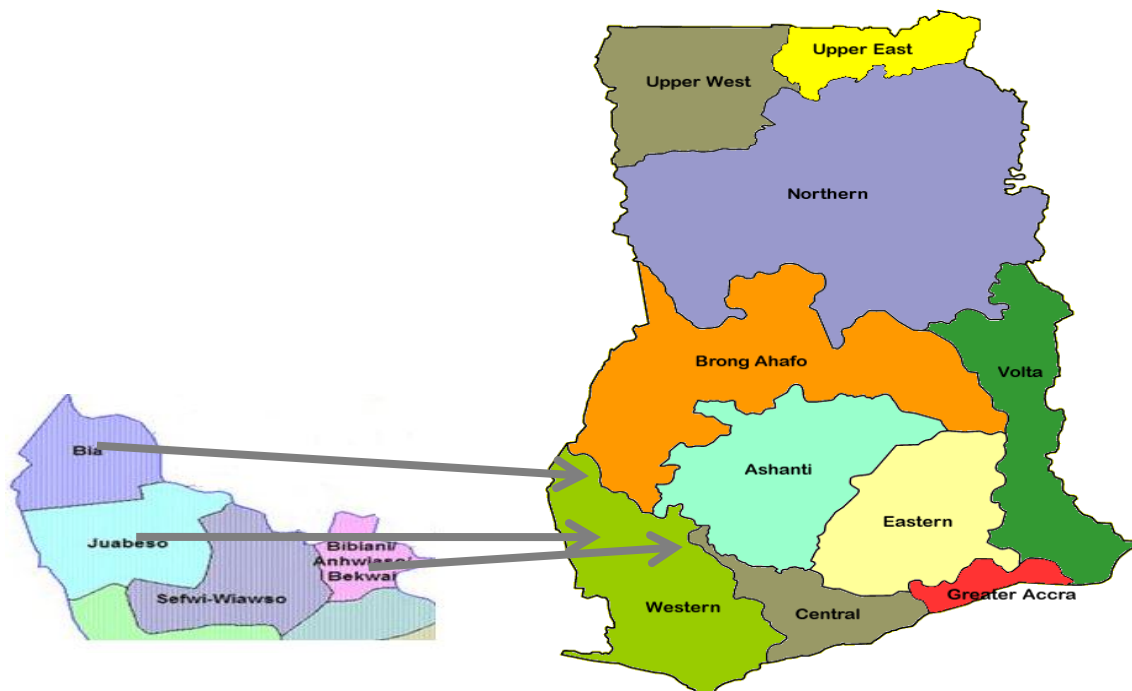 Upper East
Upper West
Northern
Brong Ahafo
Volta
Ashanti
Eastern
Greater Accra
Western
Central
Bia
Juabeso
Bibiani/
Anhwiaso/
Bekwai
Sefwi-Wiawso